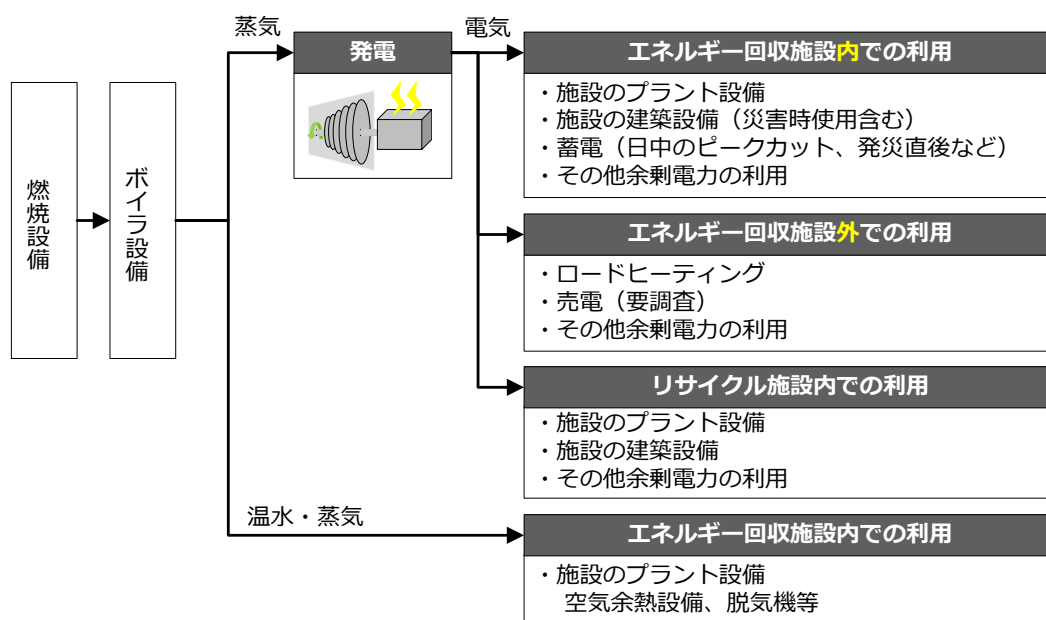 燃焼設備
ボイラ設備
蒸気
発電
電気
エネルギー回収施設内での利用
・施設のプラント設備
・施設の建築設備（災害時使用含む）
・蓄電（日中のピークカット、発災直後など）
・その他余剰電力の利用
エネルギー回収施設外での利用
・ロードヒーティング
・売電（要調査）
・その他余剰電力の利用
リサイクル施設内での利用
・施設のプラント設備
・施設の建築設備
・その他余剰電力の利用
温水・蒸気
エネルギー回収施設内での利用
・施設のプラント設備
空気余熱設備、脱気機等